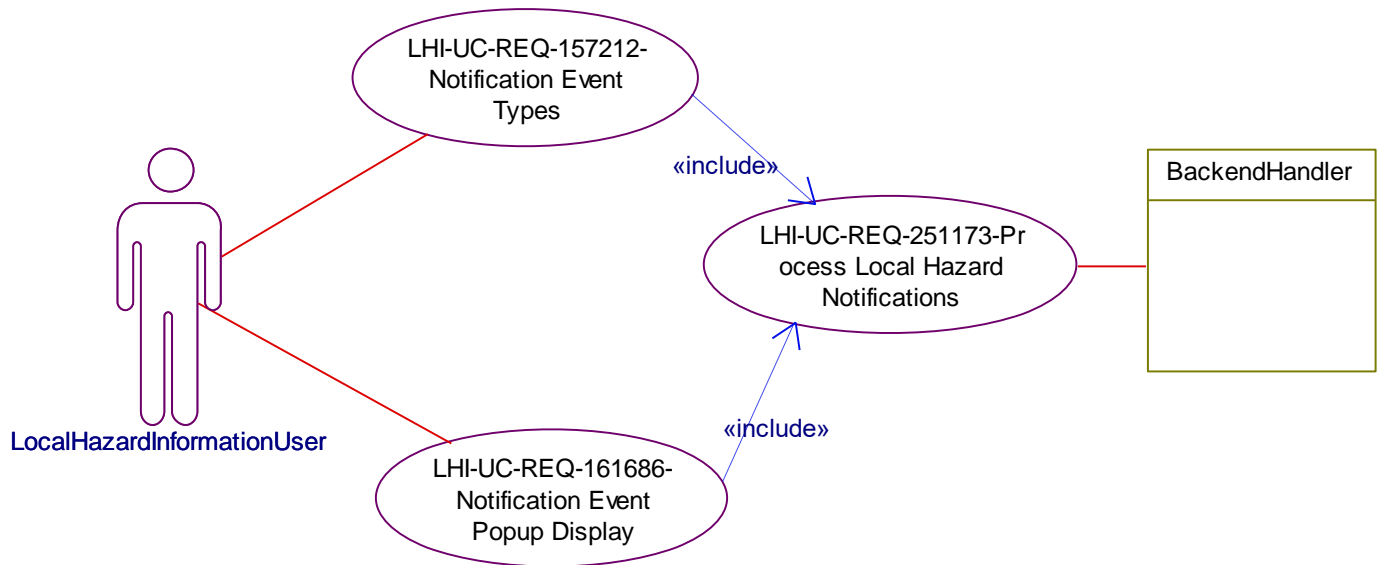 LHI-UC-REQ-157212-
Notification Event
Types
«include»
BackendHandler
LHI-UC-REQ-251173-Pr
ocess Local Hazard
Notifications
LocalHazardInformationUser
«include»
LHI-UC-REQ-161686-
Notification Event
Popup Display